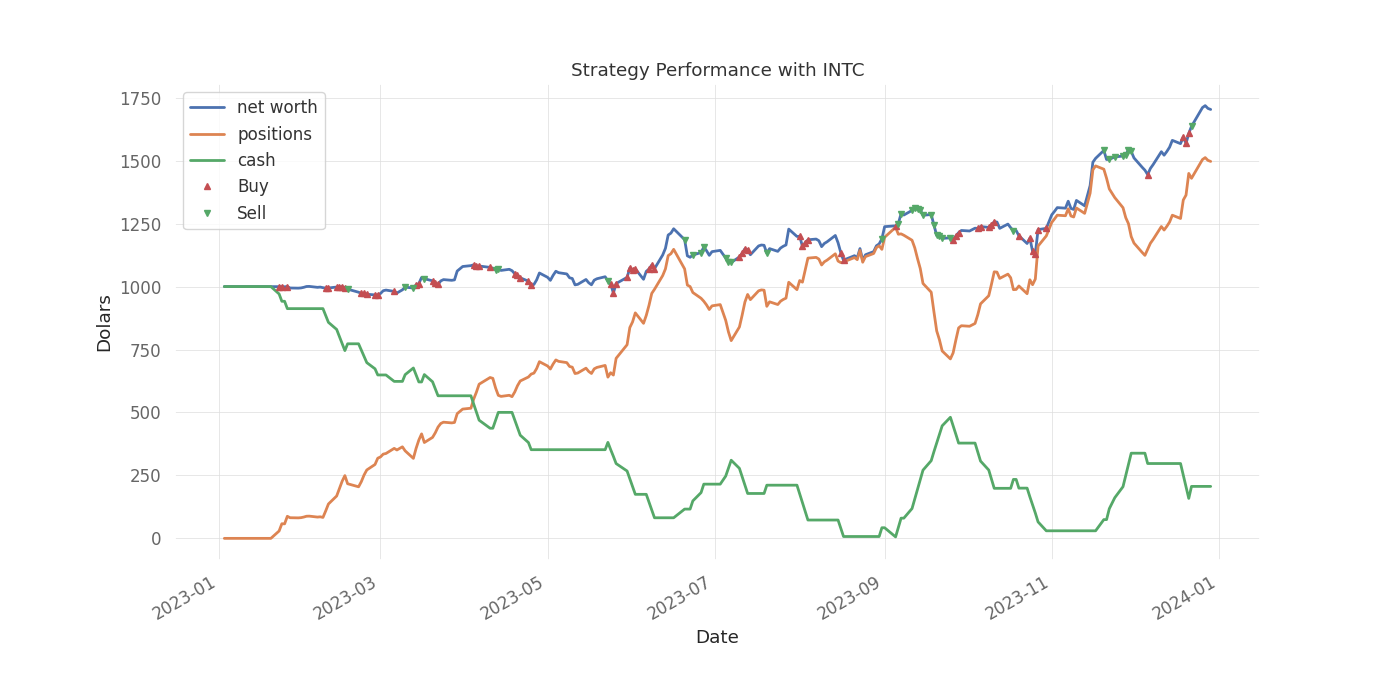 Strategy Performance with INTC
net worth
positions
cash
Buy
Sell
1750
1500
1250
1000
750
500
250
0
Dolars
2023-01
2023-03
2023-05
2023-07
2023-09
2023-11
2024-01
Date